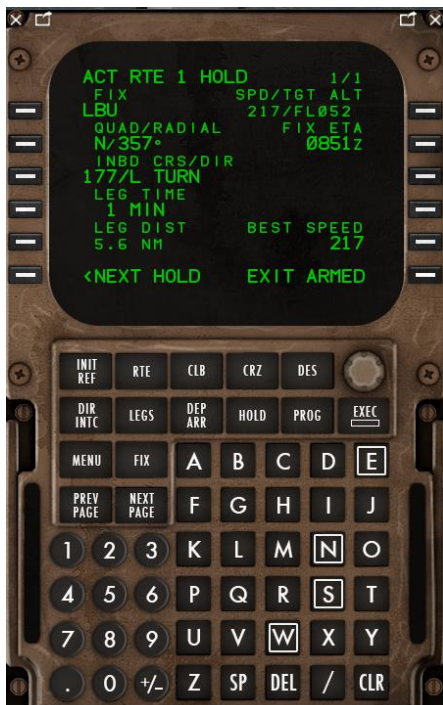 ACT RTE 1 HOLD 1/1
FIX SPD/TGT ALT
LBU 217/FL052
QUAD/RADIAL FIX ETA
N/357° 0851Z
INBD CRS/DIR
177/L TURN
LEG TIME
1 MIN
LEG DIST BEST SPEED
5.6 NM 217
<NEXT HOLD EXIT ARMED
INIT REF RTE CLB CRZ DES
DIR INTC LEGS DEP ARR HOLD PROG EXEC
MENU FIX A B C D E
PREV PAGE NEXT PAGE F G H I J
1 2 3 K L M N O
4 5 6 P Q R S T
7 8 9 U V W X Y
. 0 +/- Z SP DEL / CLR